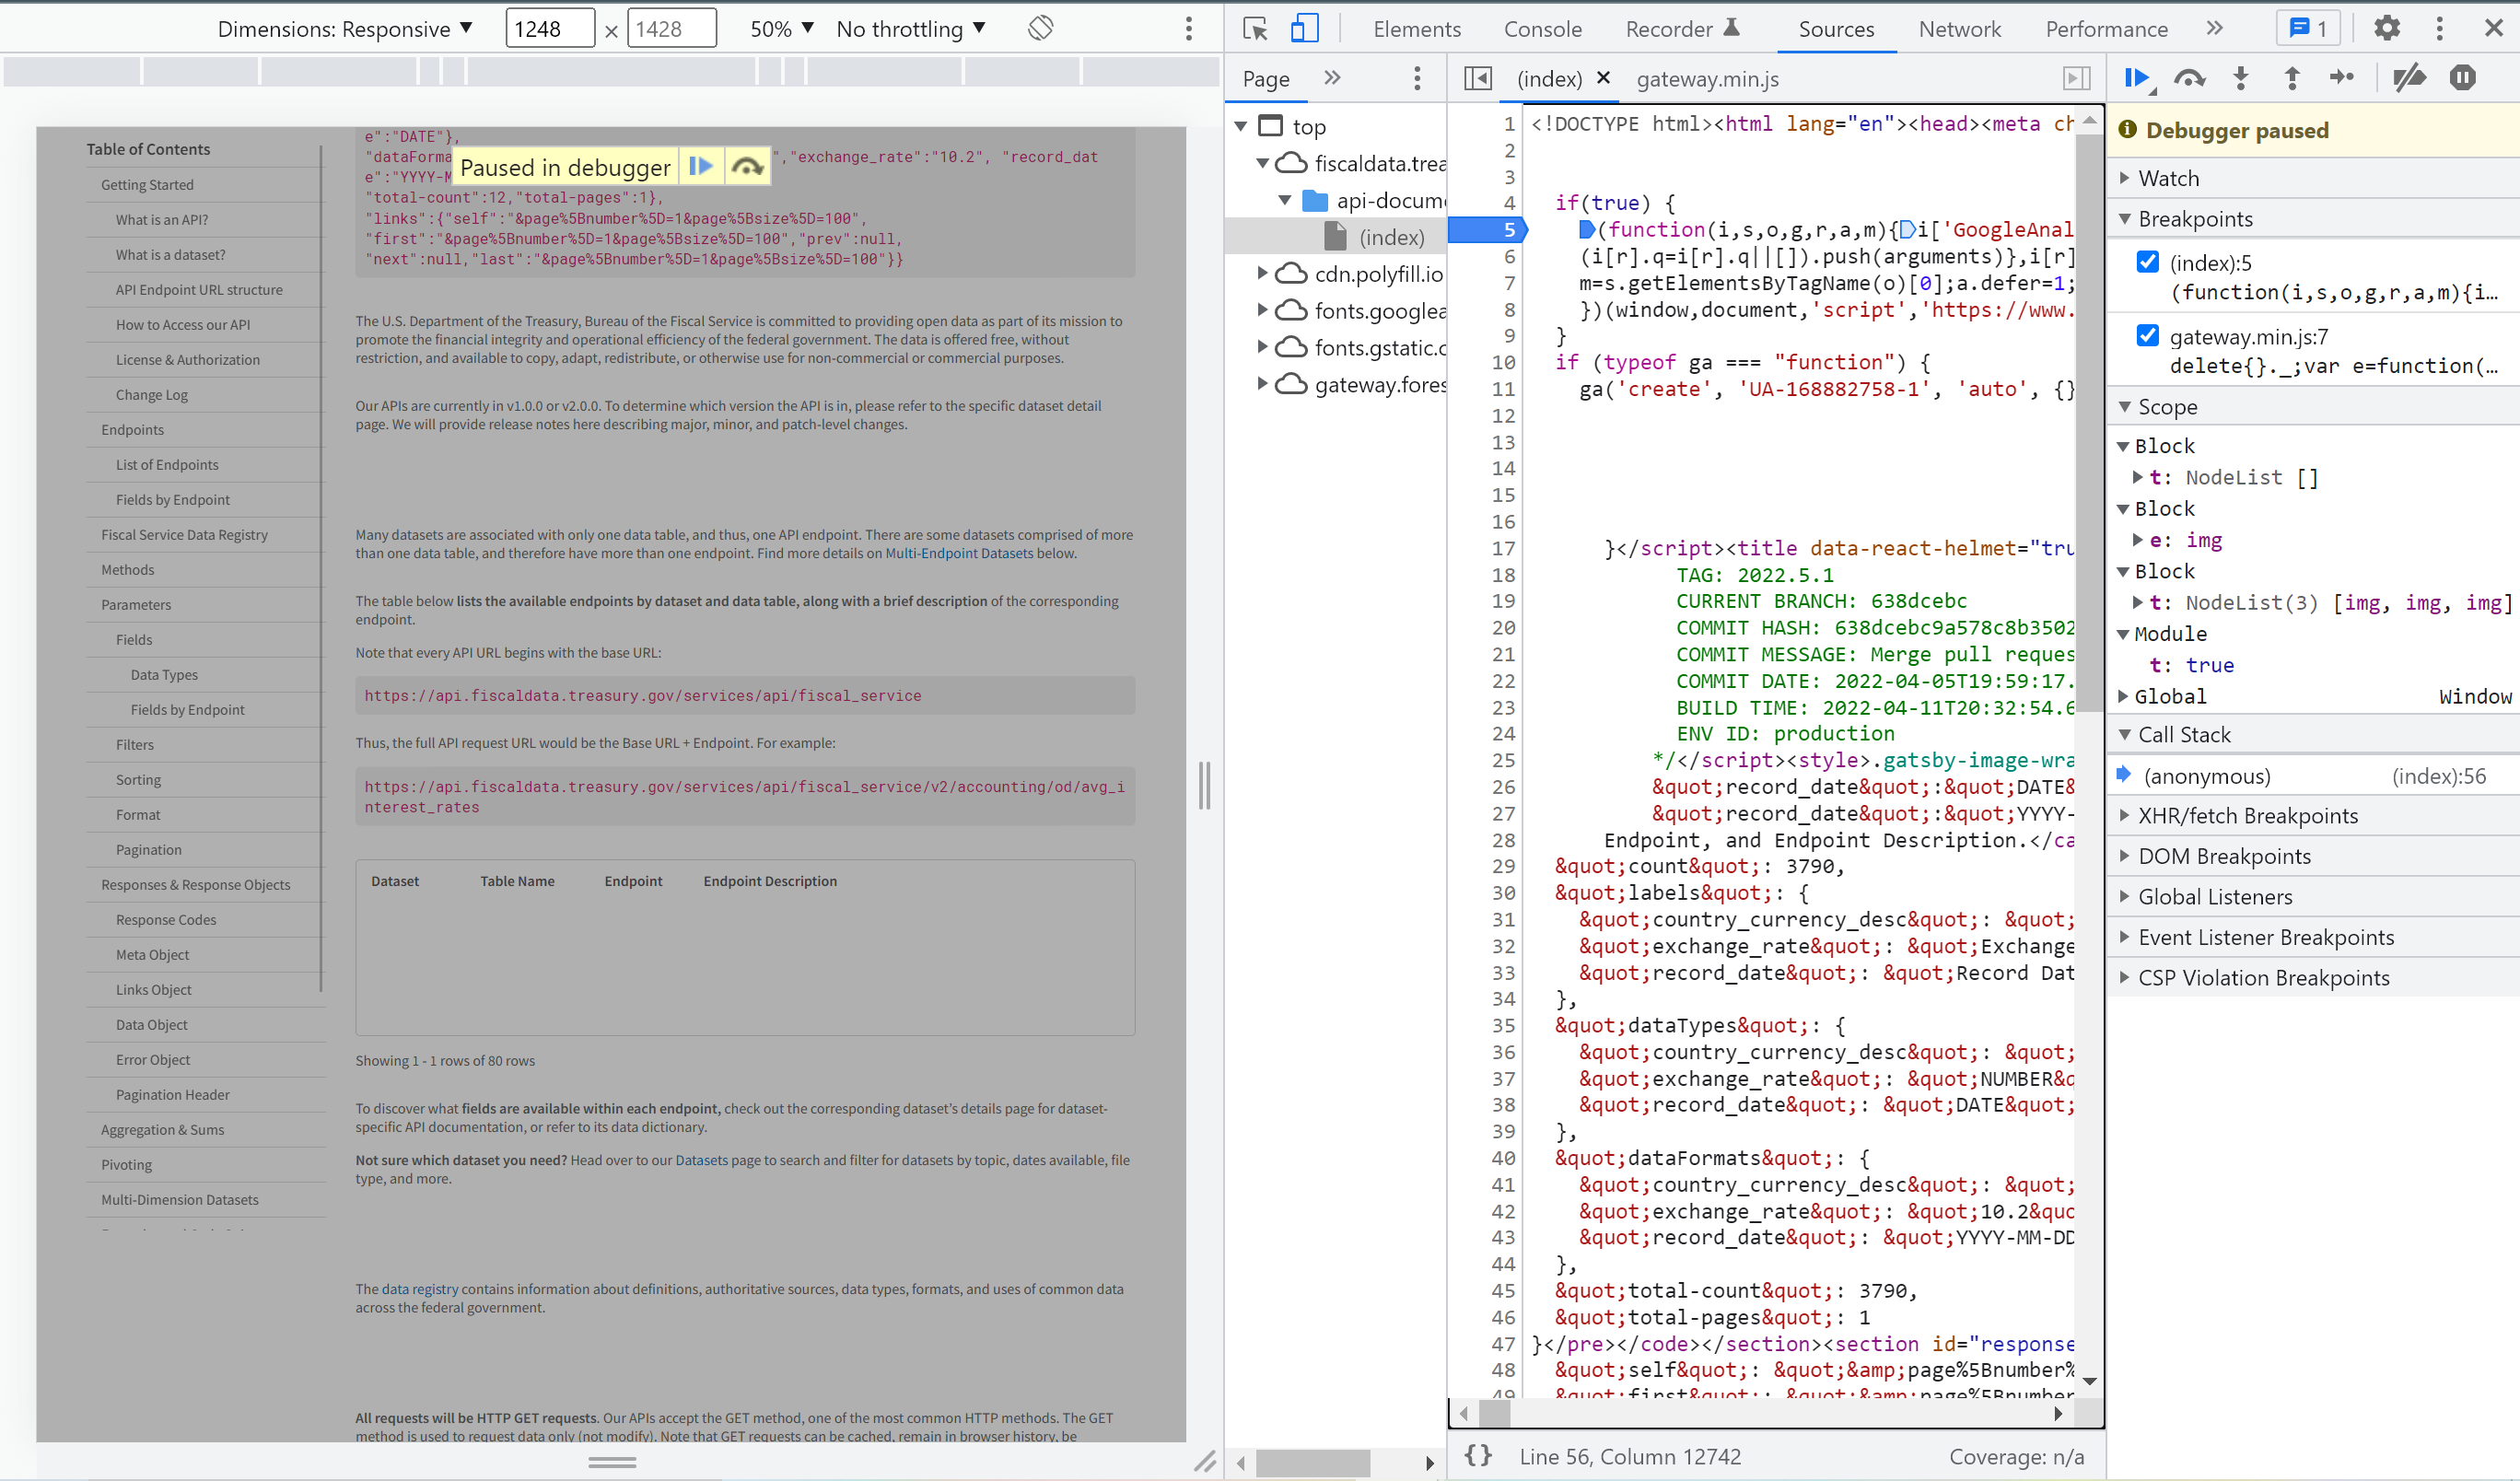 Dimensions: Responsive ▼ 1248 × 1428 50% ▼ No throttling ▼
Table of Contents
Getting Started
What is an API?
What is a dataset?
API Endpoint URL structure
How to Access our API
License & Authorization
Change Log
Endpoints
List of Endpoints
Fields by Endpoint
Fiscal Service Data Registry
Methods
Parameters
Fields
Data Types
Fields by Endpoint
Filters
Sorting
Format
Pagination
Responses & Response Objects
Response Codes
Meta Object
Links Object
Data Object
Error Object
Pagination Header
Aggregation & Sums
Pivoting
Multi-Dimension Datasets
e":"DATE"},
"dataForma ","exchange_rate":"10.2", "record_dat
e":"YYYY-M
Paused in debugger
"total-count":12,"total-pages":1},
"links":{"self":"&page%5Bnumber%5D=1&page%5Bsize%5D=100",
"first":"&page%5Bnumber%5D=1&page%5Bsize%5D=100","prev":null,
"next":null,"last":"&page%5Bnumber%5D=1&page%5Bsize%5D=100"}}
The U.S. Department of the Treasury, Bureau of the Fiscal Service is committed to providing open data as part of its mission to
promote the financial integrity and operational efficiency of the federal government. The data is offered free, without
restriction, and available to copy, adapt, redistribute, or otherwise use for non-commercial or commercial purposes.
Our APIs are currently in v1.0.0 or v2.0.0. To determine which version the API is in, please refer to the specific dataset detail
page. We will provide release notes here describing major, minor, and patch-level changes.
Many datasets are associated with only one data table, and thus, one API endpoint. There are some datasets comprised of more
than one data table, and therefore have more than one endpoint. Find more details on Multi-Endpoint Datasets below.
The table below lists the available endpoints by dataset and data table, along with a brief description of the corresponding
endpoint.
Note that every API URL begins with the base URL:
https://api.fiscaldata.treasury.gov/services/api/fiscal_service
Thus, the full API request URL would be the Base URL + Endpoint. For example:
https://api.fiscaldata.treasury.gov/services/api/fiscal_service/v2/accounting/od/avg_i
nterest_rates
Dataset Table Name Endpoint Endpoint Description
Showing 1 - 1 rows of 80 rows
To discover what fields are available within each endpoint, check out the corresponding dataset's details page for dataset-
specific API documentation, or refer to its data dictionary.
Not sure which dataset you need? Head over to our Datasets page to search and filter for datasets by topic, dates available, file
type, and more.
The data registry contains information about definitions, authoritative sources, data types, formats, and uses of common data
across the federal government.
All requests will be HTTP GET requests. Our APIs accept the GET method, one of the most common HTTP methods. The GET
method is used to request data only (not modify). Note that GET requests can be cached, remain in browser history, be
Elements Console Recorder Sources Network Performance » 1
Page »
top
fiscaldata.trea
api-docum
(index)
cdn.polyfill.io
fonts.googlea
fonts.gstatic.c
gateway.fores
(index) × gateway.min.js
1 <!DOCTYPE html><html lang="en"><head><meta ch
2
3
4 if(true) {
5 (function(i,s,o,g,r,a,m){i['GoogleAnal
6 (i[r].q=i[r].q||[]).push(arguments)},i[r]
7 m=s.getElementsByTagName(o)[0];a.defer=1;
8 })(window,document,'script','https://www.
9 }
10 if (typeof ga === "function") {
11 ga('create', 'UA-168882758-1', 'auto', {}
12
13
14
15
16
17 }</script><title data-react-helmet="tru
18 TAG: 2022.5.1
19 CURRENT BRANCH: 638dcebc
20 COMMIT HASH: 638dcebc9a578c8b3502
21 COMMIT MESSAGE: Merge pull reques
22 COMMIT DATE: 2022-04-05T19:59:17.
23 BUILD TIME: 2022-04-11T20:32:54.6
24 ENV ID: production
25 */</script><style>.gatsby-image-wra
26 &quot;record_date&quot;:&quot;DATE&
27 &quot;record_date&quot;:&quot;YYYY-
28 Endpoint, and Endpoint Description.</ca
29 &quot;count&quot;: 3790,
30 &quot;labels&quot;: {
31 &quot;country_currency_desc&quot;: &quot;
32 &quot;exchange_rate&quot;: &quot;Exchange
33 &quot;record_date&quot;: &quot;Record Dat
34 },
35 &quot;dataTypes&quot;: {
36 &quot;country_currency_desc&quot;: &quot;
37 &quot;exchange_rate&quot;: &quot;NUMBER&q
38 &quot;record_date&quot;: &quot;DATE&quot;
39 },
40 &quot;dataFormats&quot;: {
41 &quot;country_currency_desc&quot;: &quot;
42 &quot;exchange_rate&quot;: &quot;10.2&quo
43 &quot;record_date&quot;: &quot;YYYY-MM-DD
44 },
45 &quot;total-count&quot;: 3790,
46 &quot;total-pages&quot;: 1
47 }</pre></code></section><section id="response
48 &quot;self&quot;: &quot;&amp;page%5Bnumber%
49 &quot;first&quot;: &quot;&amp;page%5Bnumber
{} Line 56, Column 12742 Coverage: n/a
Debugger paused
Watch
Breakpoints
(index):5
(function(i,s,o,g,r,a,m){i…
gateway.min.js:7
delete{}._;var e=function(…
Scope
Block
t: NodeList []
Block
e: img
Block
t: NodeList(3) [img, img, img]
Module
t: true
Global Window
Call Stack
(anonymous) (index):56
XHR/fetch Breakpoints
DOM Breakpoints
Global Listeners
Event Listener Breakpoints
CSP Violation Breakpoints